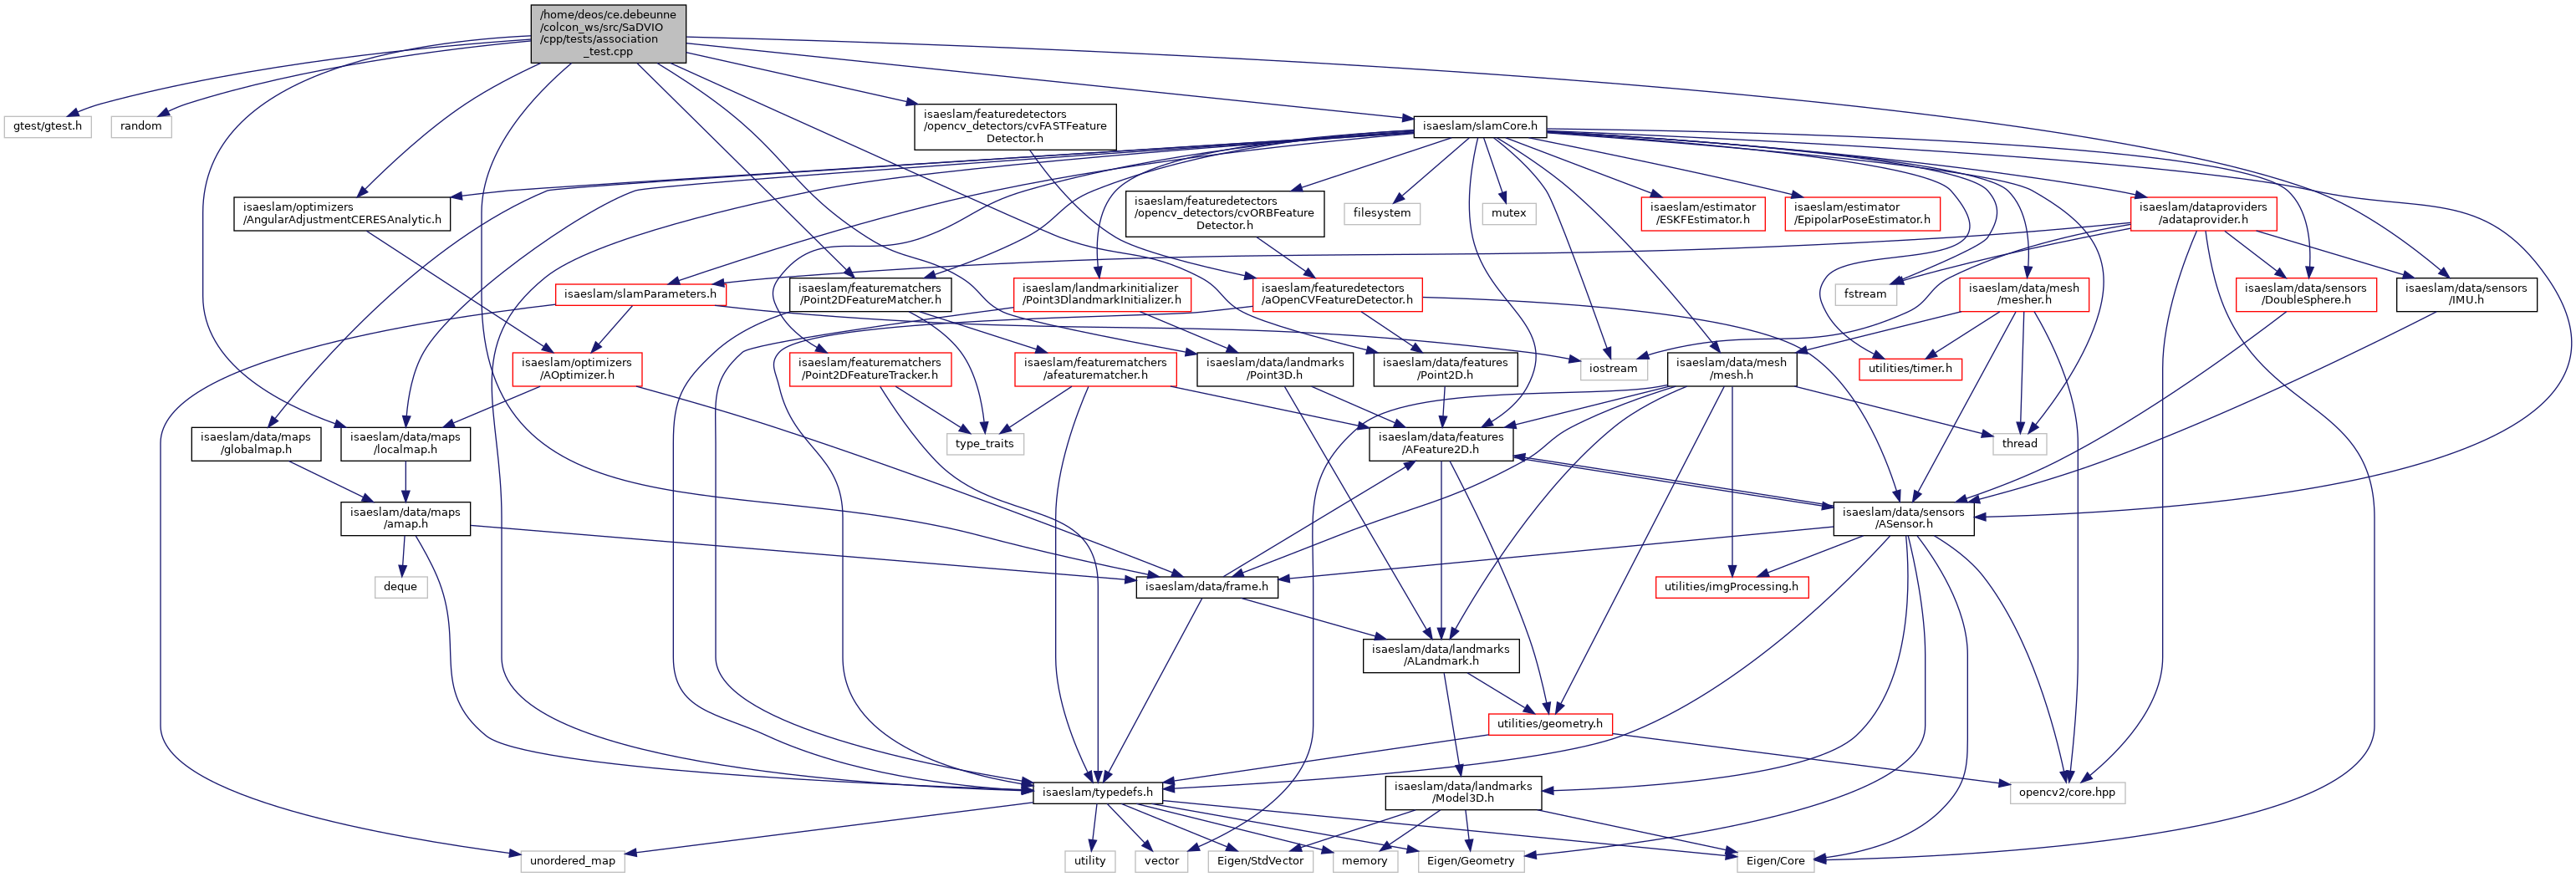 /home/deos/ce.debeunne
/colcon_ws/src/SaDVIO
/cpp/tests/association
_test.cpp
gtest/gtest.h
random
isaeslam/featuredetectors
/opencv_detectors/cvFASTFeature
Detector.h
isaeslam/slamCore.h
isaeslam/optimizers
/AngularAdjustmentCERESAnalytic.h
isaeslam/featuredetectors
/opencv_detectors/cvORBFeature
Detector.h
filesystem
mutex
isaeslam/estimator
/ESKFEstimator.h
isaeslam/estimator
/EpipolarPoseEstimator.h
isaeslam/dataproviders
/adataprovider.h
isaeslam/slamParameters.h
isaeslam/featurematchers
/Point2DFeatureMatcher.h
isaeslam/landmarkinitializer
/Point3DlandmarkInitializer.h
isaeslam/featuredetectors
/aOpenCVFeatureDetector.h
fstream
isaeslam/data/mesh
/mesher.h
isaeslam/data/sensors
/DoubleSphere.h
isaeslam/data/sensors
/IMU.h
isaeslam/optimizers
/AOptimizer.h
isaeslam/featurematchers
/Point2DFeatureTracker.h
isaeslam/featurematchers
/afeaturematcher.h
isaeslam/data/landmarks
/Point3D.h
isaeslam/data/features
/Point2D.h
iostream
isaeslam/data/mesh
/mesh.h
utilities/timer.h
isaeslam/data/maps
/globalmap.h
isaeslam/data/maps
/localmap.h
type_traits
isaeslam/data/features
/AFeature2D.h
thread
isaeslam/data/maps
/amap.h
isaeslam/data/sensors
/ASensor.h
deque
isaeslam/data/frame.h
utilities/imgProcessing.h
isaeslam/data/landmarks
/ALandmark.h
utilities/geometry.h
isaeslam/typedefs.h
isaeslam/data/landmarks
/Model3D.h
opencv2/core.hpp
unordered_map
utility
vector
Eigen/StdVector
memory
Eigen/Geometry
Eigen/Core